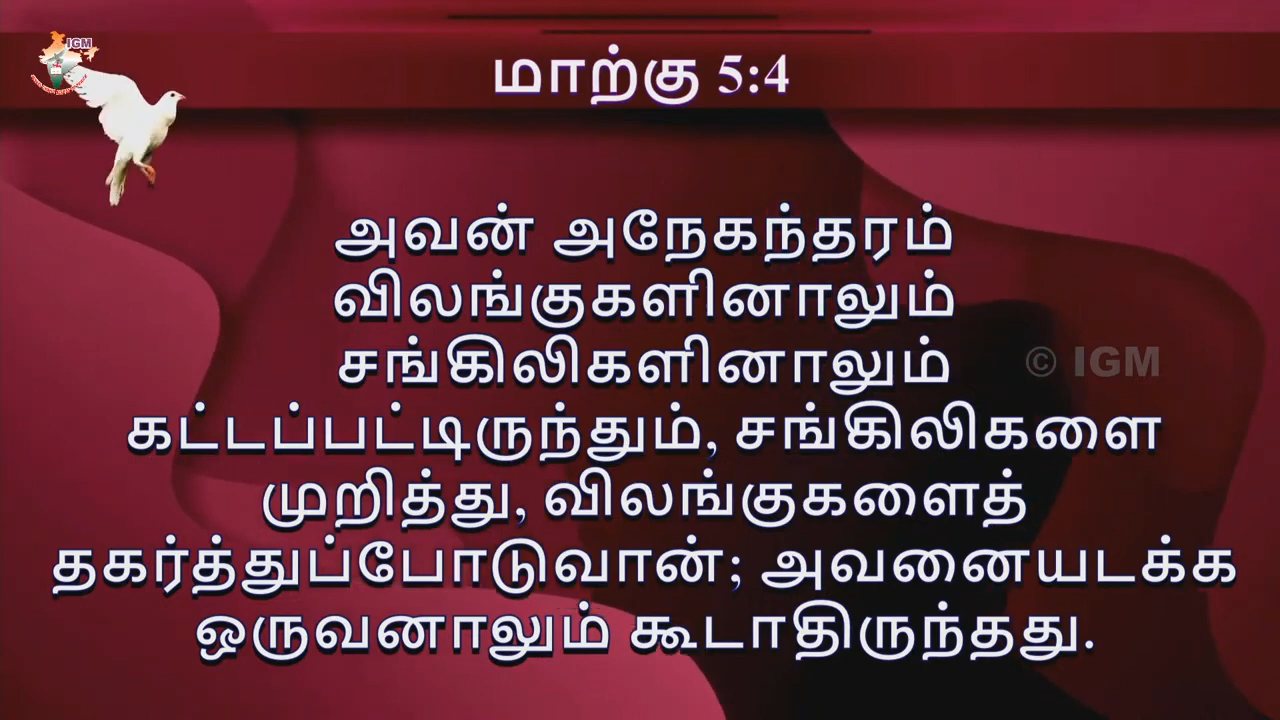 IGM
மாற்கு 5:4
அவன் அநேகந்தரம்
விலங்குகளினாலும்
சங்கிலிகளினாலும்
© IGM
கட்டப்பட்டிருந்தும், சங்கிலிகளை
முறித்து, விலங்குகளைத்
தகர்த்துப்போடுவான்; அவனையடக்க
ஒருவனாலும் கூடாதிருந்தது.